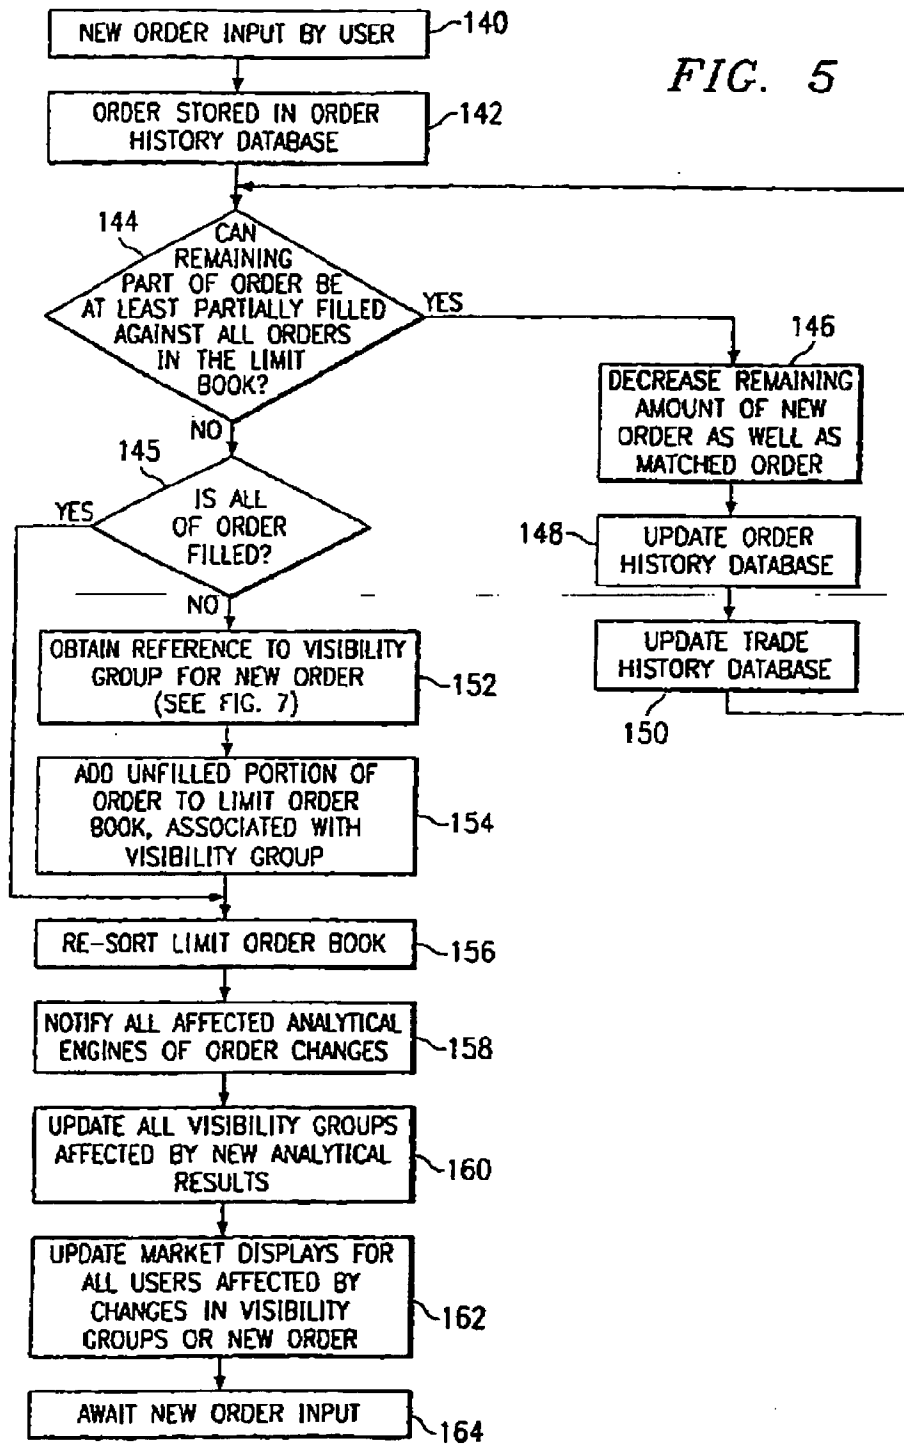 NEW ORDER INPUT BY USER
140
FIG. 5
ORDER STORED IN ORDER
HISTORY DATABASE
142
144
CAN
REMAINING
PART OF ORDER BE
AT LEAST PARTIALLY FILLED
AGAINST ALL ORDERS
IN THE LIMIT
BOOK?
YES
NO
146
DECREASE REMAINING
AMOUNT OF NEW
ORDER AS WELL AS
MATCHED ORDER
145
YES
IS ALL
OF ORDER
FILLED?
NO
148
UPDATE ORDER
HISTORY DATABASE
UPDATE TRADE
HISTORY DATABASE
150
OBTAIN REFERENCE TO VISIBILITY
GROUP FOR NEW ORDER
(SEE FIG. 7)
152
ADD UNFILLED PORTION OF
ORDER TO LIMIT ORDER
BOOK, ASSOCIATED WITH
VISIBILITY GROUP
154
RE-SORT LIMIT ORDER BOOK
156
NOTIFY ALL AFFECTED ANALYTICAL
ENGINES OF ORDER CHANGES
158
UPDATE ALL VISIBILITY GROUPS
AFFECTED BY NEW ANALYTICAL
RESULTS
160
UPDATE MARKET DISPLAYS FOR
ALL USERS AFFECTED BY
CHANGES IN VISIBILITY
GROUPS OR NEW ORDER
162
AWAIT NEW ORDER INPUT
164